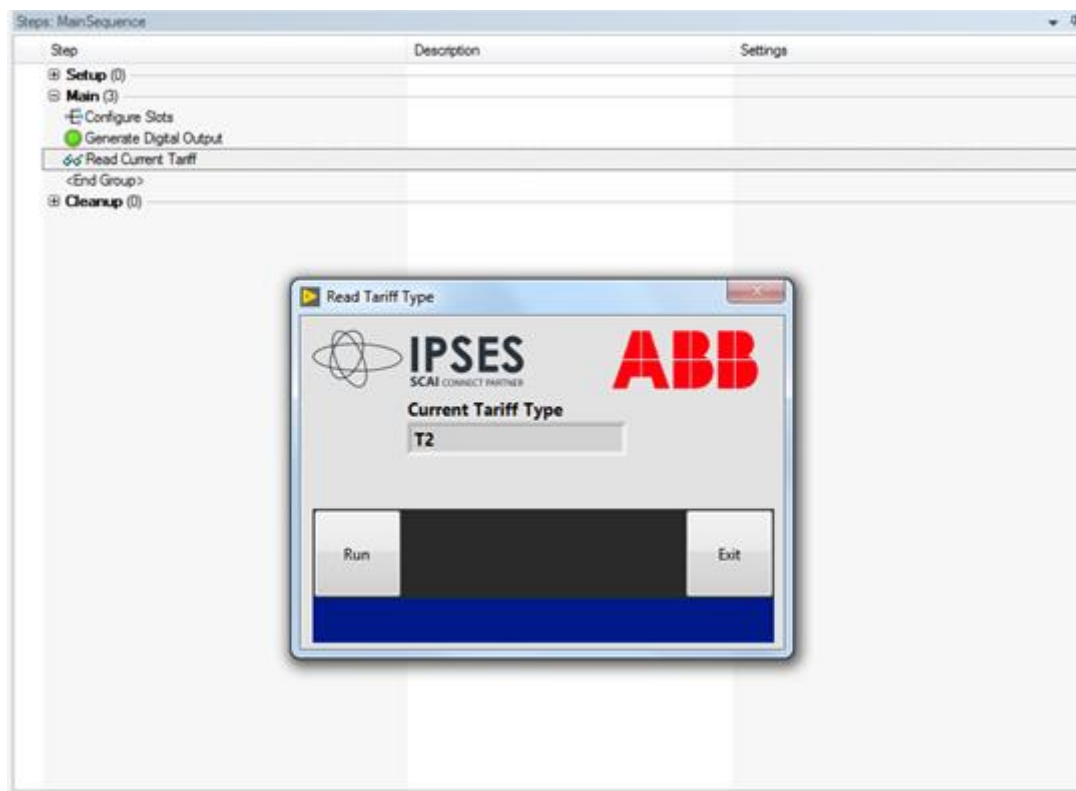 Steps: MainSequence
Step Description Settings
Setup (0)
Main (3)
Configure Slots
Generate Digital Output
Read Current Tariff
<End Group>
Cleanup (0)
Read Tariff Type
IPSES ABB
SCAI CONNECT PARTNER
Current Tariff Type
T2
Run Exit